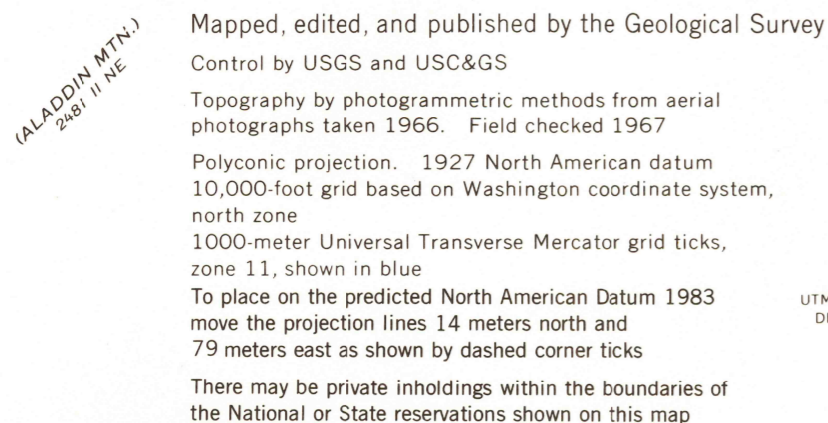 (ALADDIN MTN.)
2481 II NE
Mapped, edited, and published by the Geological Survey
Control by USGS and USC&GS
Topography by photogrammetric methods from aerial
photographs taken 1966. Field checked 1967
Polyconic projection. 1927 North American datum
10,000-foot grid based on Washington coordinate system,
north zone
1000-meter Universal Transverse Mercator grid ticks,
zone 11, shown in blue
To place on the predicted North American Datum 1983
move the projection lines 14 meters north and
79 meters east as shown by dashed corner ticks
There may be private inholdings within the boundaries of
the National or State reservations shown on this map
UTM